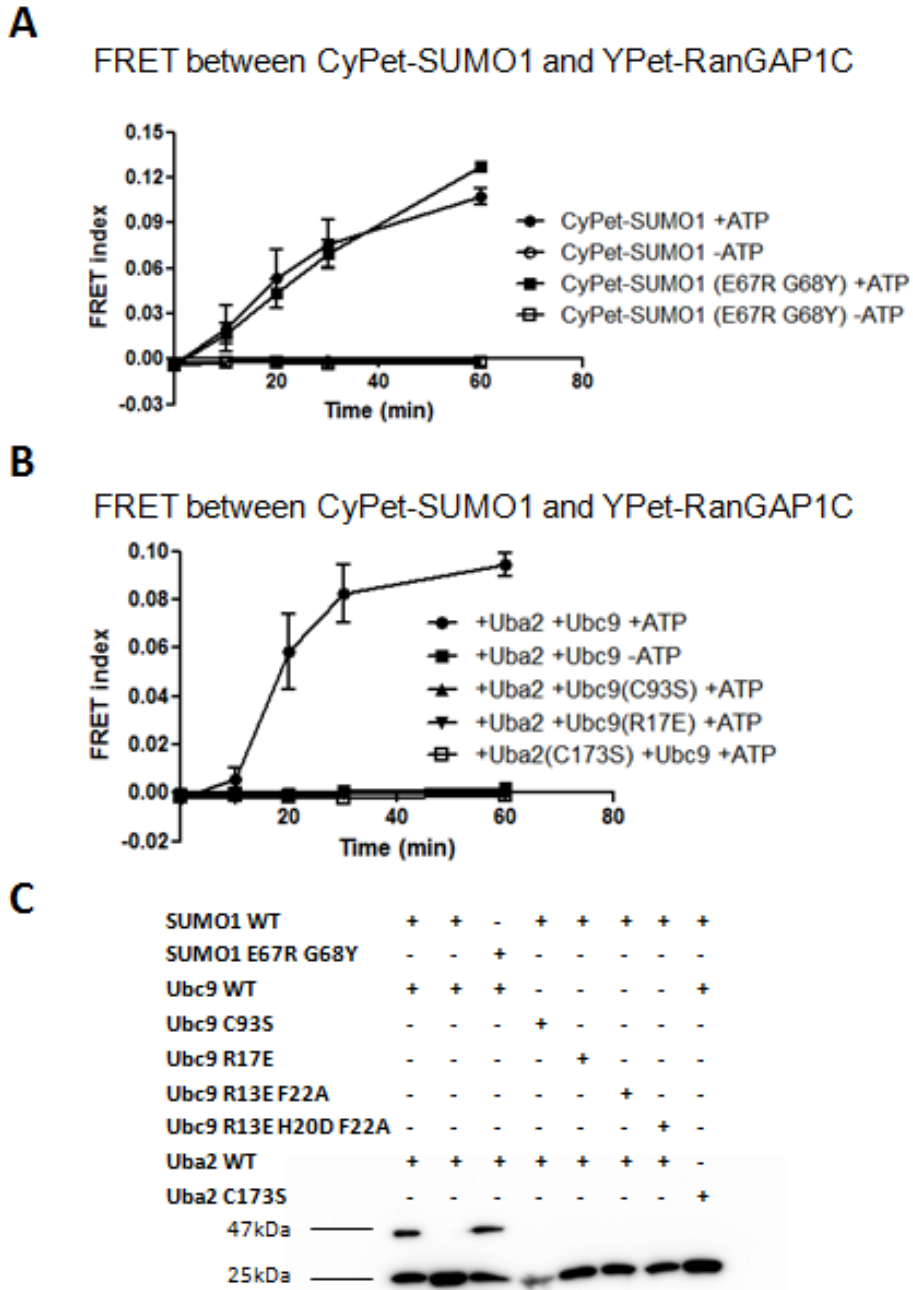 A
FRET between CyPet-SUMO1 and YPet-RanGAP1C
0.15
0.12
0.09
0.06
0.03
0.00
-0.03
FRET index
20
40
60
80
Time (min)
CyPet-SUMO1 +ATP
CyPet-SUMO1 -ATP
CyPet-SUMO1 (E67R G68Y) +ATP
CyPet-SUMO1 (E67R G68Y) -ATP
B
FRET between CyPet-SUMO1 and YPet-RanGAP1C
0.10
0.08
0.06
0.04
0.02
0.00
-0.02
FRET index
20
40
60
80
Time (min)
+Uba2 +Ubc9 +ATP
+Uba2 +Ubc9 -ATP
+Uba2 +Ubc9(C93S) +ATP
+Uba2 +Ubc9(R17E) +ATP
+Uba2(C173S) +Ubc9 +ATP
C
SUMO1 WT + + - + + + + +
SUMO1 E67R G68Y - - + - - - - -
Ubc9 WT + + + - - - - +
Ubc9 C93S - - - + - - - -
Ubc9 R17E - - - - + - - -
Ubc9 R13E F22A - - - - - + - -
Ubc9 R13E H20D F22A - - - - - - + -
Uba2 WT + + + + + + + -
Uba2 C173S - - - - - - - +
47kDa
25kDa